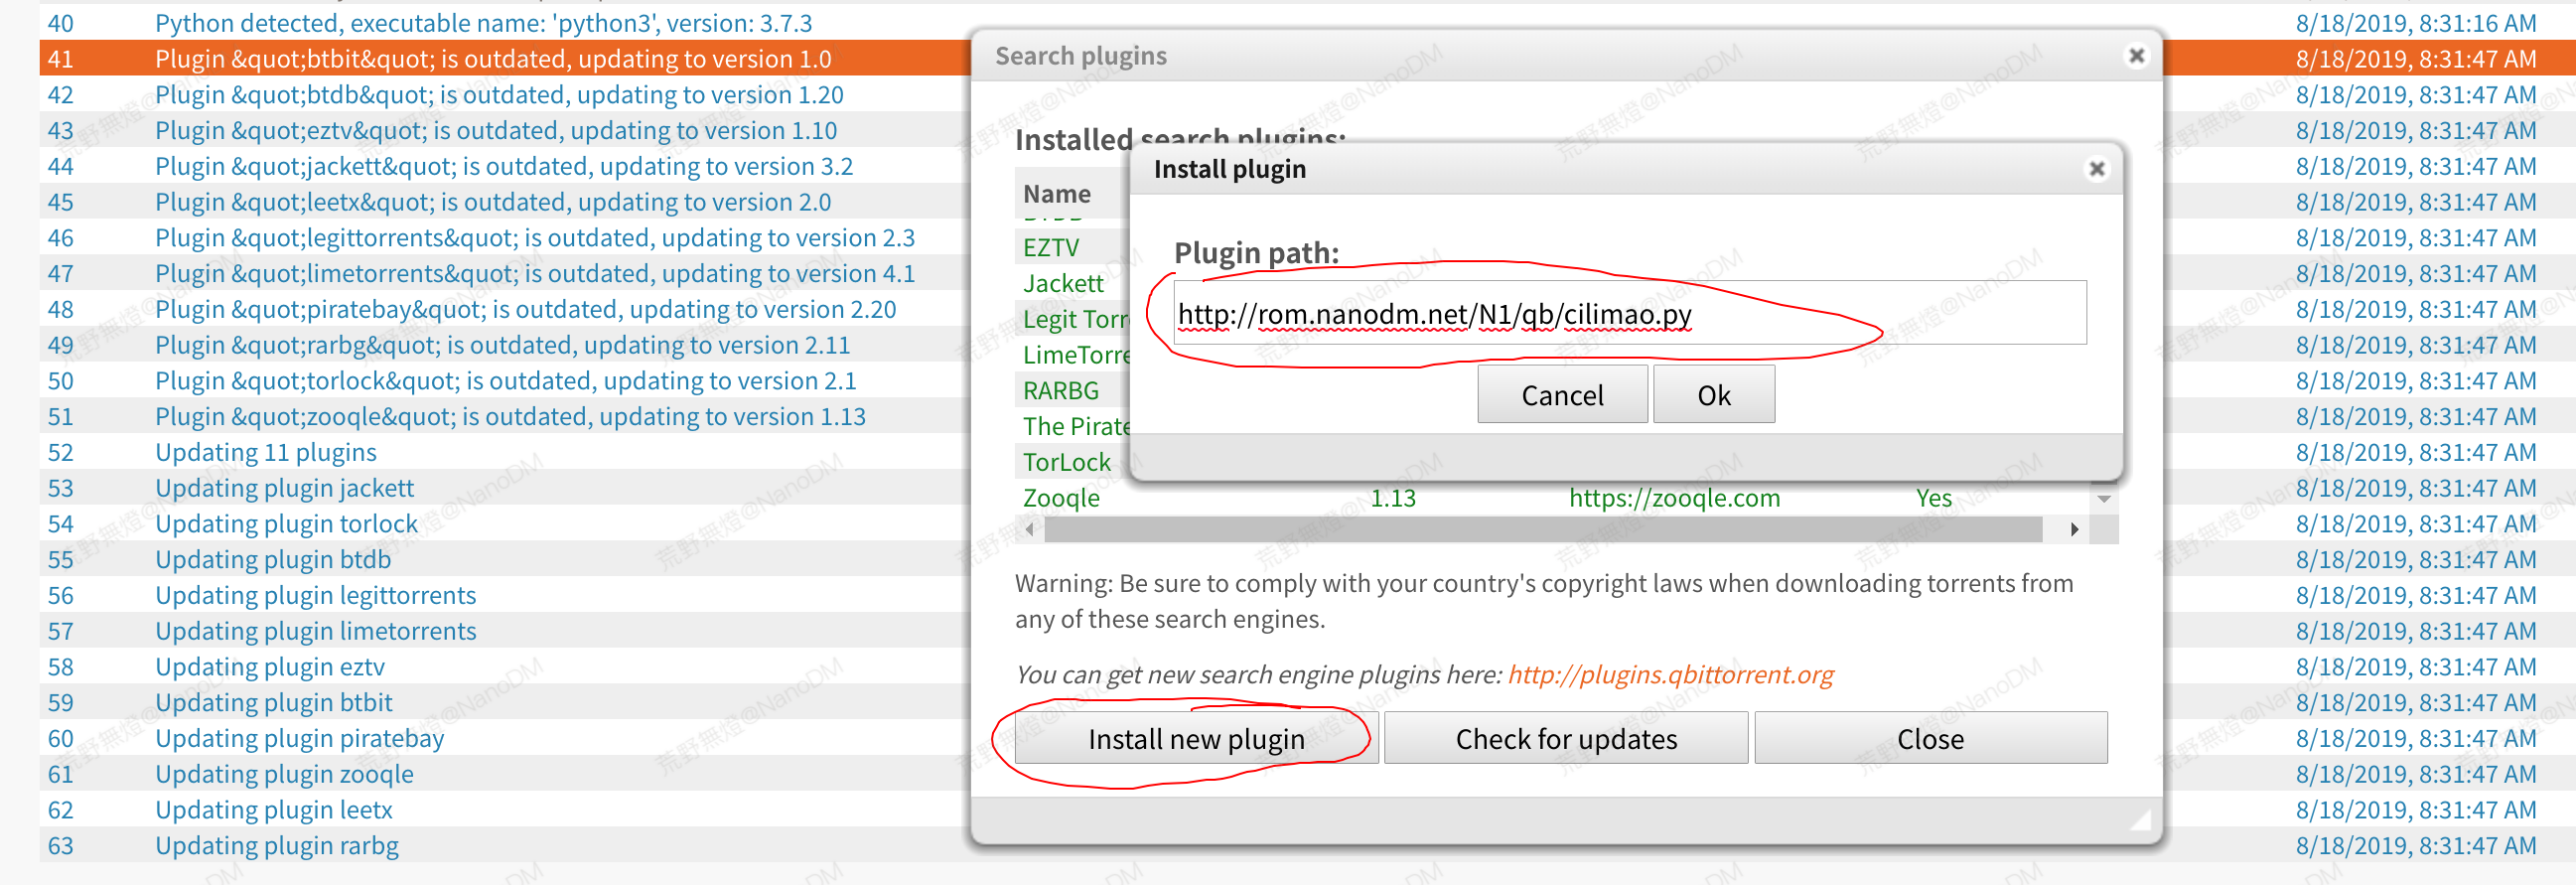 40 Python detected, executable name: 'python3', version: 3.7.3 8/18/2019, 8:31:16 AM
41 Plugin &quot;btbit&quot; is outdated, updating to version 1.0 8/18/2019, 8:31:47 AM
42 Plugin &quot;btdb&quot; is outdated, updating to version 1.20 8/18/2019, 8:31:47 AM
43 Plugin &quot;eztv&quot; is outdated, updating to version 1.10 8/18/2019, 8:31:47 AM
44 Plugin &quot;jackett&quot; is outdated, updating to version 3.2 8/18/2019, 8:31:47 AM
45 Plugin &quot;leetx&quot; is outdated, updating to version 2.0 8/18/2019, 8:31:47 AM
46 Plugin &quot;legittorrents&quot; is outdated, updating to version 2.3 8/18/2019, 8:31:47 AM
47 Plugin &quot;limetorrents&quot; is outdated, updating to version 4.1 8/18/2019, 8:31:47 AM
48 Plugin &quot;piratebay&quot; is outdated, updating to version 2.20 8/18/2019, 8:31:47 AM
49 Plugin &quot;rarbg&quot; is outdated, updating to version 2.11 8/18/2019, 8:31:47 AM
50 Plugin &quot;torlock&quot; is outdated, updating to version 2.1 8/18/2019, 8:31:47 AM
51 Plugin &quot;zooqle&quot; is outdated, updating to version 1.13 8/18/2019, 8:31:47 AM
52 Updating 11 plugins 8/18/2019, 8:31:47 AM
53 Updating plugin jackett 8/18/2019, 8:31:47 AM
54 Updating plugin torlock 8/18/2019, 8:31:47 AM
55 Updating plugin btdb 8/18/2019, 8:31:47 AM
56 Updating plugin legittorrents 8/18/2019, 8:31:47 AM
57 Updating plugin limetorrents 8/18/2019, 8:31:47 AM
58 Updating plugin eztv 8/18/2019, 8:31:47 AM
59 Updating plugin btbit 8/18/2019, 8:31:47 AM
60 Updating plugin piratebay 8/18/2019, 8:31:47 AM
61 Updating plugin zooqle 8/18/2019, 8:31:47 AM
62 Updating plugin leetx 8/18/2019, 8:31:47 AM
63 Updating plugin rarbg 8/18/2019, 8:31:47 AM
Search plugins
Installed search plugins:
Name
EZTV
Jackett
Legit Torr
LimeTorre
RARBG
The Pirate
TorLock
Zooqle 1.13 https://zooqle.com Yes
Install plugin
Plugin path:
http://rom.nanodm.net/N1/qb/cilimao.py
Cancel Ok
Warning: Be sure to comply with your country's copyright laws when downloading torrents from
any of these search engines.
You can get new search engine plugins here: http://plugins.qbittorrent.org
Install new plugin Check for updates Close
荒野無燈@NanoDM